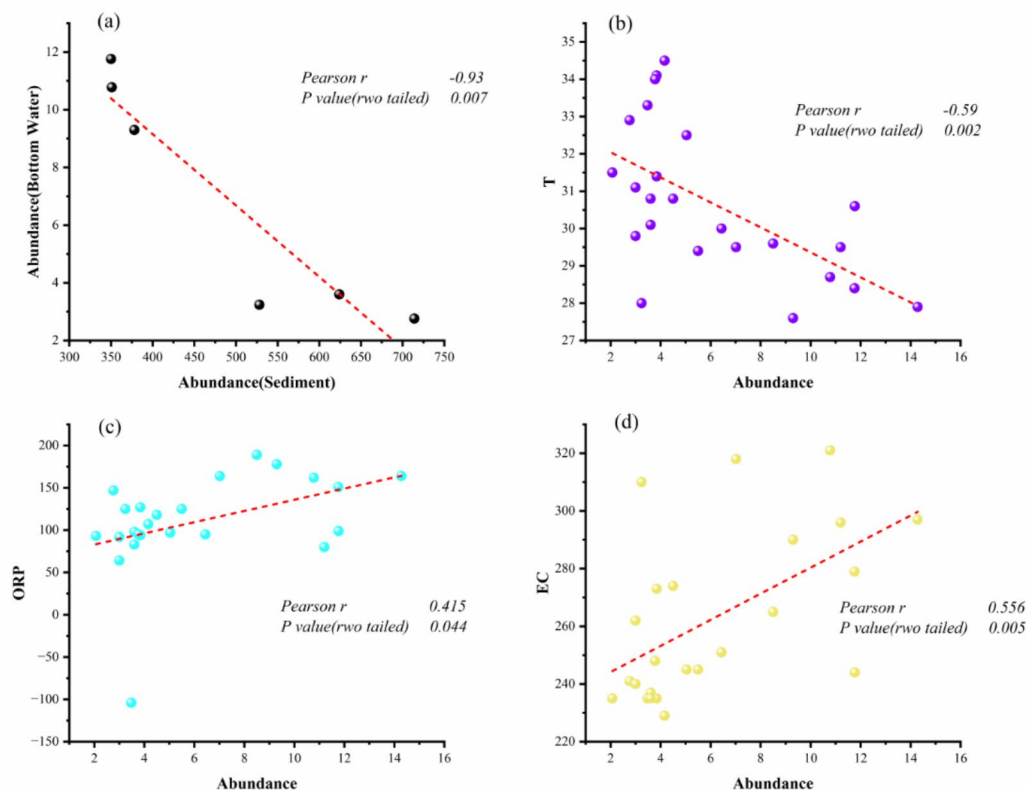 (a)
Pearson r -0.93
P value(rwo tailed) 0.007
Abundance(Bottom Water)
12
10
8
6
4
2
300 350 400 450 500 550 600 650 700 750
Abundance(Sediment)
(b)
Pearson r -0.59
P value(rwo tailed) 0.002
T
35
34
33
32
31
30
29
28
27
2 4 6 8 10 12 14 16
Abundance
(c)
Pearson r 0.415
P value(rwo tailed) 0.044
ORP
200
150
100
50
0
−50
−100
−150
2 4 6 8 10 12 14 16
Abundance
(d)
Pearson r 0.556
P value(rwo tailed) 0.005
EC
320
300
280
260
240
220
2 4 6 8 10 12 14 16
Abundance